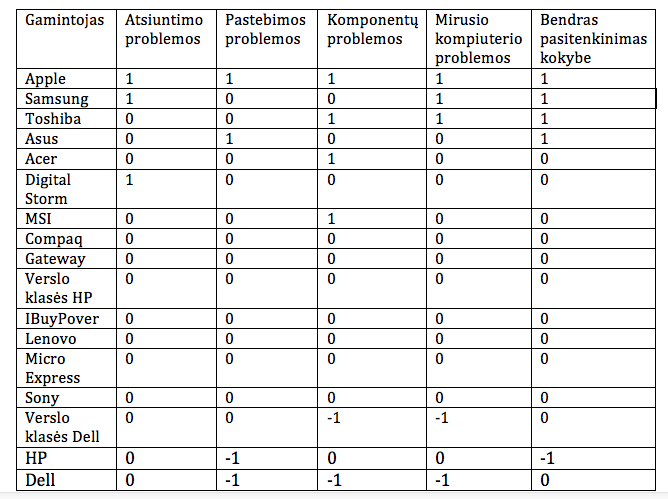 Gamintojas Atsiuntimo problemos Pastebimos problemos Komponentų problemos Mirusio kompiuterio problemos Bendras pasitenkinimas kokybe
Apple 1 1 1 1 1
Samsung 1 0 0 1 1
Toshiba 0 0 1 1 1
Asus 0 1 0 0 1
Acer 0 0 1 0 0
Digital Storm 1 0 0 0 0
MSI 0 0 1 0 0
Compaq 0 0 0 0 0
Gateway 0 0 0 0 0
Verslo klasės HP 0 0 0 0 0
IBuyPover 0 0 0 0 0
Lenovo 0 0 0 0 0
Micro Express 0 0 0 0 0
Sony 0 0 0 0 0
Verslo klasės Dell 0 0 -1 -1 0
HP 0 -1 0 0 -1
Dell 0 -1 -1 -1 0